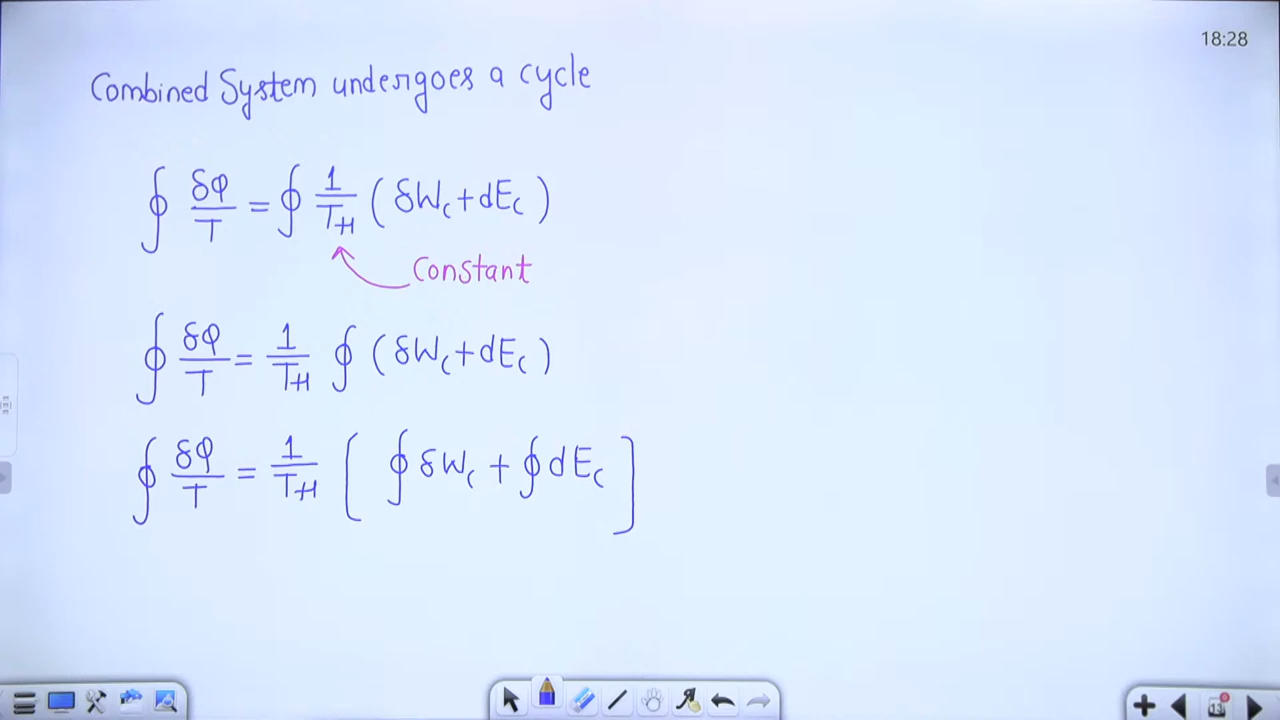 18:28
Combined System undergoes a cycle
∮ δQ/T = ∮ 1/T_H (δW_c + dE_c)
Constant
∮ δQ/T = 1/T_H ∮ (δW_c + dE_c)
∮ δQ/T = 1/T_H [ ∮ δW_c + ∮ dE_c ]
13